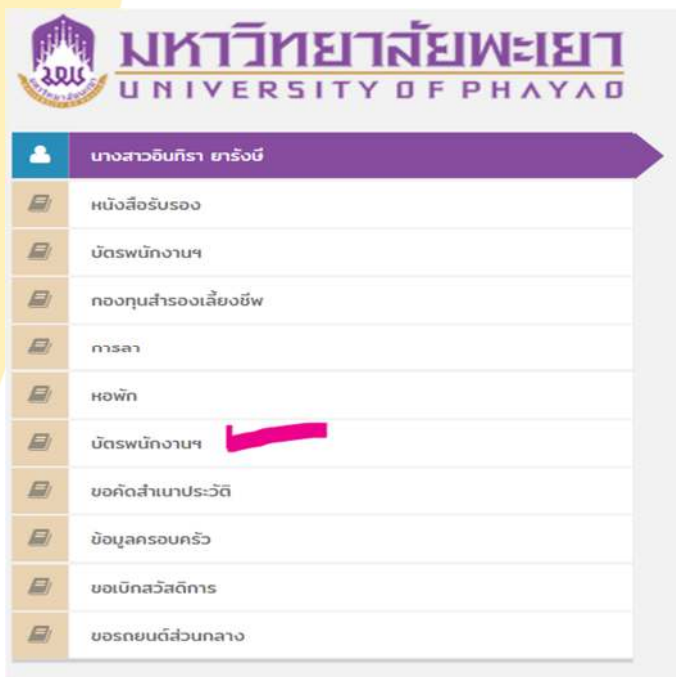 มหาวิทยาลัยพะเยา
UNIVERSITY OF PHAYAO
นางสาวอินทิรา ยารังษี
หนังสือรับรอง
บัตรพนักงานฯ
กองทุนสำรองเลี้ยงชีพ
การลา
หอพัก
บัตรพนักงานฯ
ขอคัดสำเนาประวัติ
ข้อมูลครอบครัว
ขอเบิกสวัสดิการ
ขอรถยนต์ส่วนกลาง